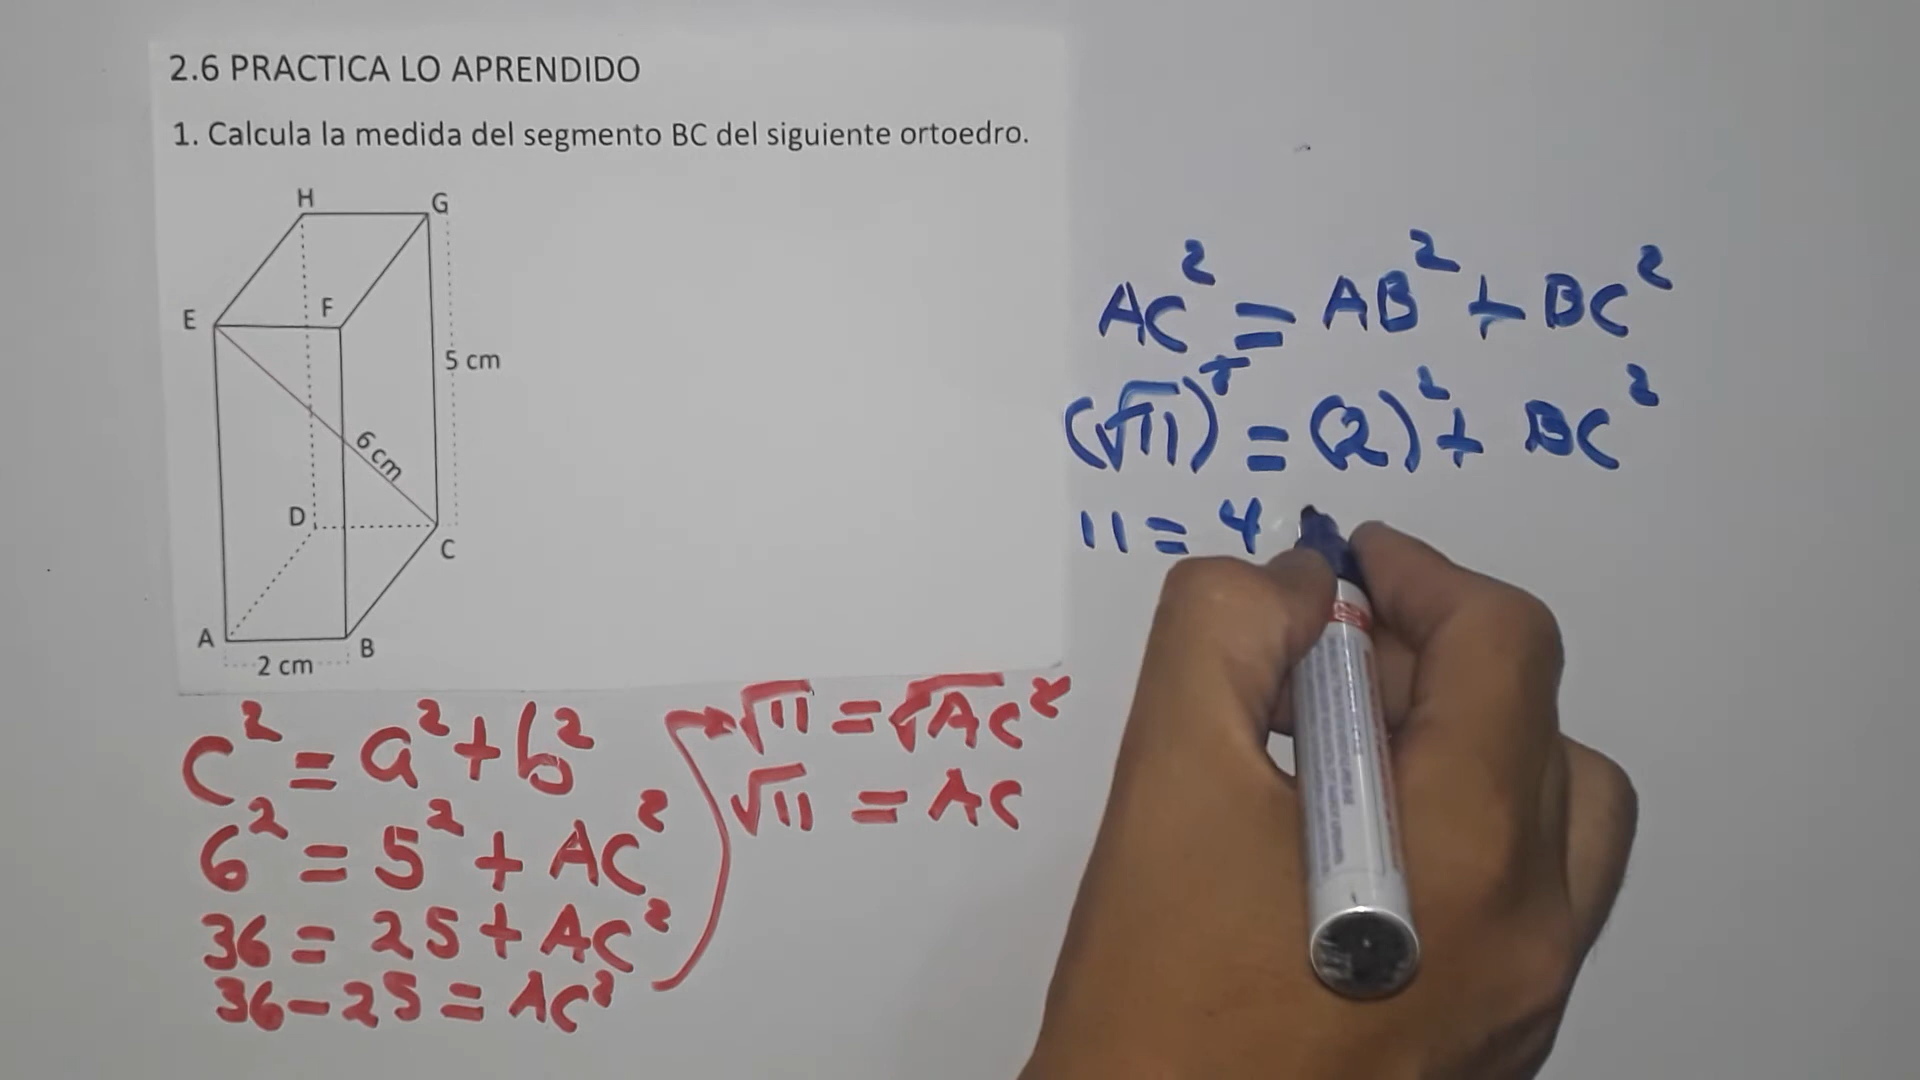 2.6 PRACTICA LO APRENDIDO
1. Calcula la medida del segmento BC del siguiente ortoedro.
H
G
E
F
5 cm
6 cm
D
C
A
B
2 cm
c² = a² + b²
6² = 5² + AC²
36 = 25 + AC²
36 - 25 = AC²
√11 = √AC²
√11 = AC
AC² = AB² + BC²
(√11)² = (2)² + BC²
11 = 4